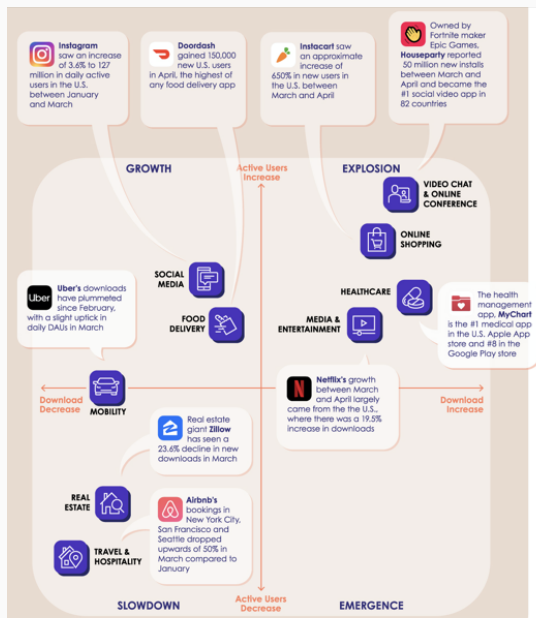 Instagram
saw an increase
of 3.6% to 127
million in daily active
users in the U.S.
between January
and March
Doordash
gained 150,000
new U.S. users
in April, the highest of
any food delivery app
Instacart saw
an approximate
increase of
650% in new users
in the U.S. between
March and April
Owned by
Fortnite maker
Epic Games,
Houseparty reported
50 million new installs
between March and
April and became the
#1 social video app in
82 countries
GROWTH
Active Users
Increase
EXPLOSION
VIDEO CHAT
& ONLINE
CONFERENCE
ONLINE
SHOPPING
SOCIAL
MEDIA
HEALTHCARE
FOOD
DELIVERY
MEDIA &
ENTERTAINMENT
Uber
Uber's downloads
have plummeted
since February,
with a slight uptick in
daily DAUs in March
The health
management
app, MyChart
is the #1 medical app
in the U.S. Apple App
store and #8 in the
Google Play store
Download
Decrease
MOBILITY
N
Netflix's growth
between March
and April largely
came from the the U.S.,
where there was a 19.5%
increase in downloads
Download
Increase
Z
Real estate
giant Zillow
has seen a
23.6% decline in new
downloads in March
REAL
ESTATE
Airbnb's
bookings in
New York City,
San Francisco and
Seattle dropped
upwards of 50% in
March compared to
January
TRAVEL &
HOSPITALITY
SLOWDOWN
Active Users
Decrease
EMERGENCE